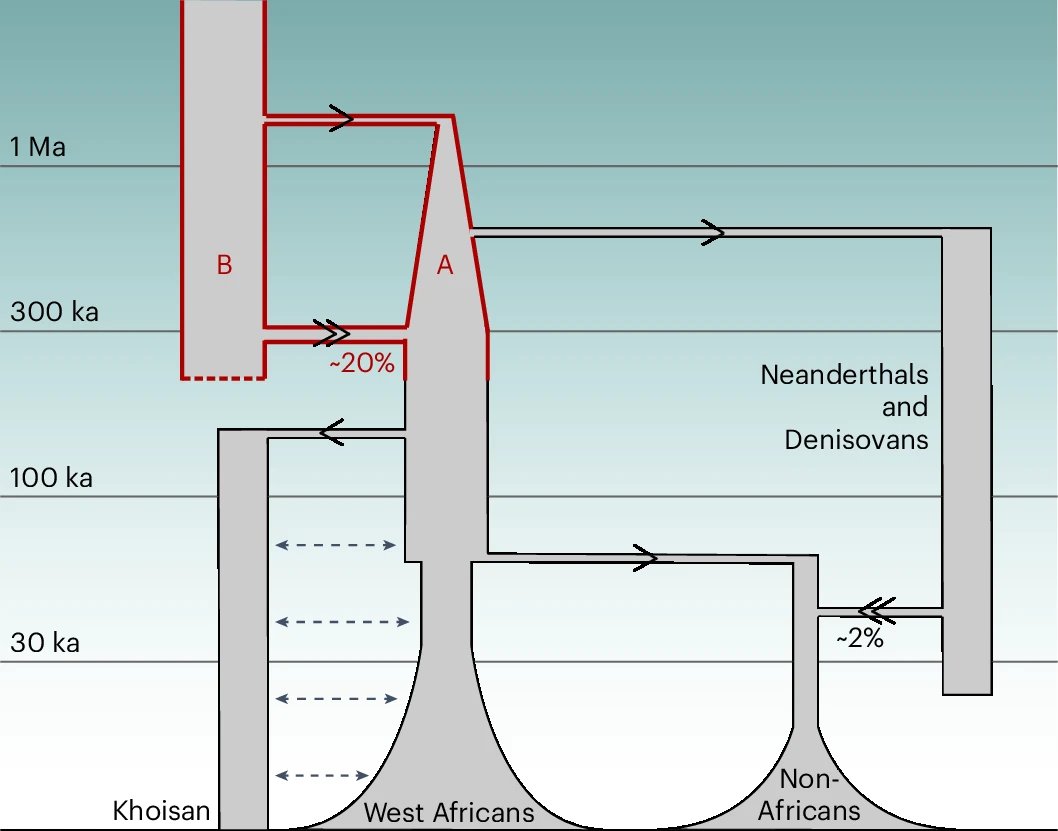 1 Ma
B
A
300 ka
~20%
Neanderthals
and
Denisovans
100 ka
30 ka
~2%
Khoisan
West Africans
Non-
Africans